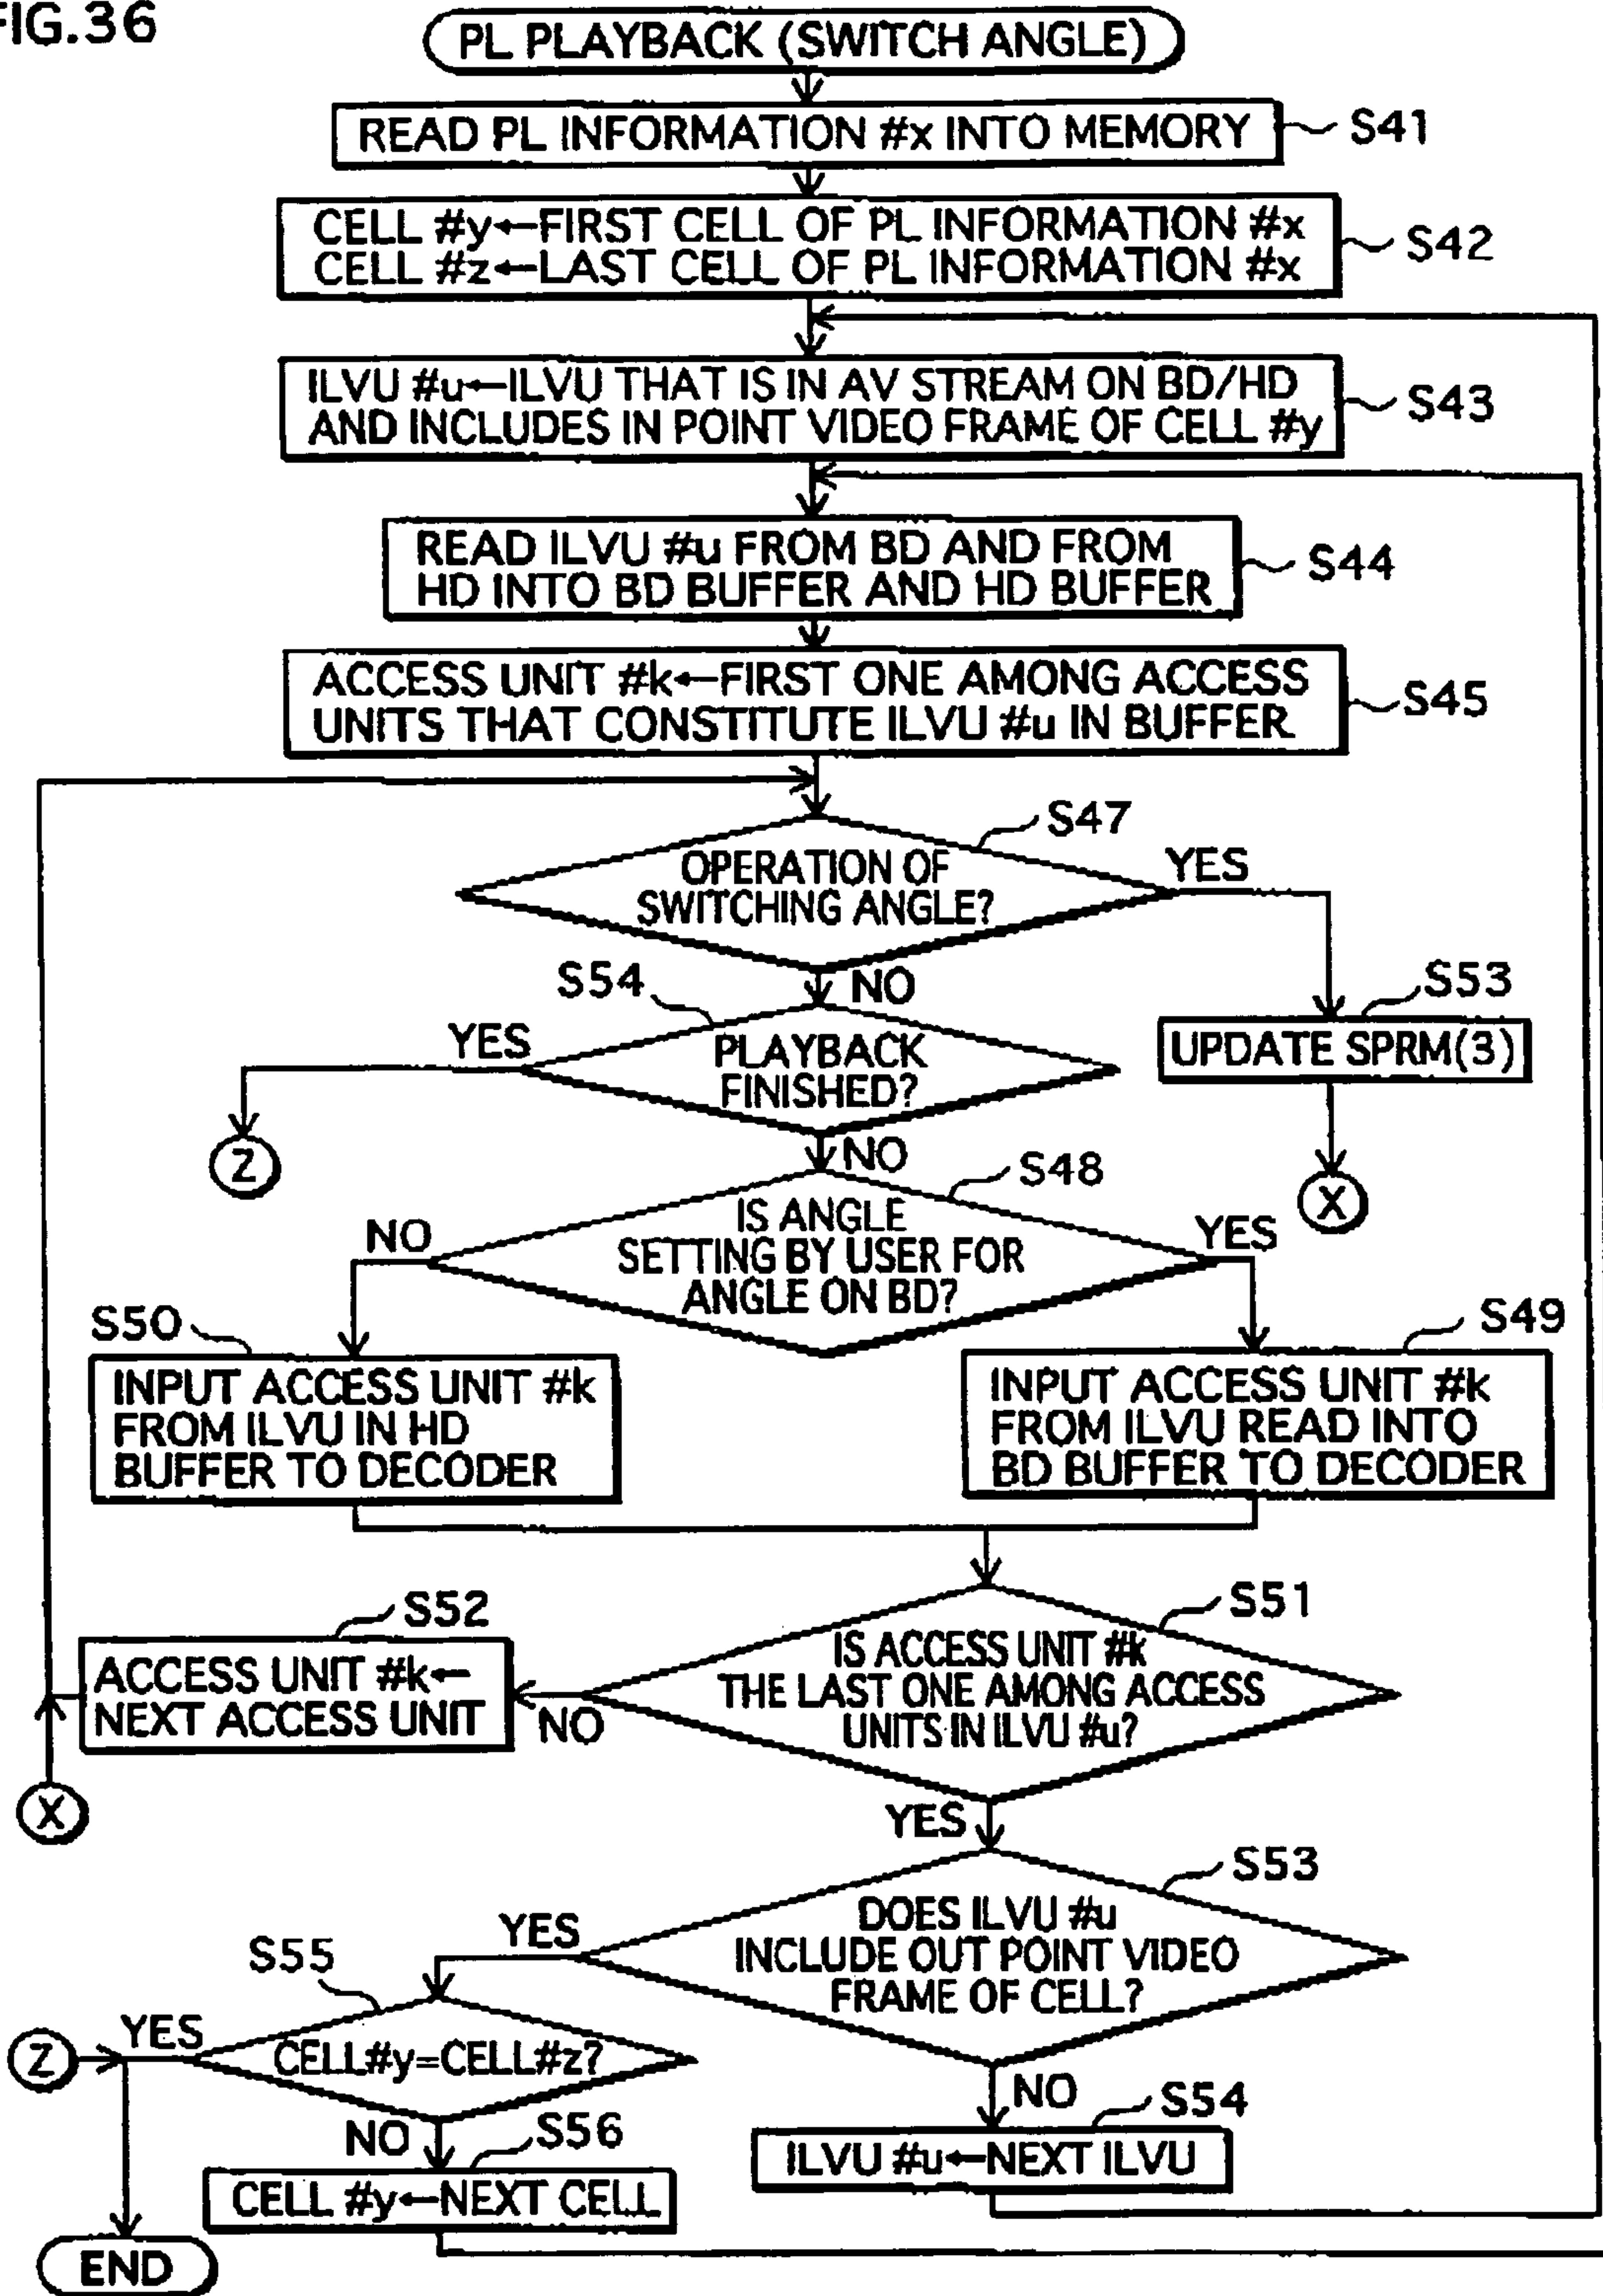 FIG.36
PL PLAYBACK (SWITCH ANGLE)
READ PL INFORMATION #x INTO MEMORY
S41
CELL #y←FIRST CELL OF PL INFORMATION #x
CELL #z←LAST CELL OF PL INFORMATION #x
S42
ILVU #u←ILVU THAT IS IN AV STREAM ON BD/HD
AND INCLUDES IN POINT VIDEO FRAME OF CELL #y
S43
READ ILVU #u FROM BD AND FROM
HD INTO BD BUFFER AND HD BUFFER
S44
ACCESS UNIT #k←FIRST ONE AMONG ACCESS
UNITS THAT CONSTITUTE ILVU #u IN BUFFER
S45
S47
OPERATION OF
SWITCHING ANGLE?
YES
NO
S54
S53
UPDATE SPRM(3)
X
YES
PLAYBACK
FINISHED?
Z
NO
S48
IS ANGLE
SETTING BY USER FOR
ANGLE ON BD?
NO
YES
S50
INPUT ACCESS UNIT #k
FROM ILVU IN HD
BUFFER TO DECODER
S49
INPUT ACCESS UNIT #k
FROM ILVU READ INTO
BD BUFFER TO DECODER
S51
IS ACCESS UNIT #k
THE LAST ONE AMONG ACCESS
UNITS IN ILVU #u?
NO
S52
ACCESS UNIT #k←
NEXT ACCESS UNIT
X
YES
S53
DOES ILVU #u
INCLUDE OUT POINT VIDEO
FRAME OF CELL?
YES
S55
CELL#y=CELL#z?
YES
Z
NO
S54
ILVU #u←NEXT ILVU
NO
S56
CELL #y←NEXT CELL
END